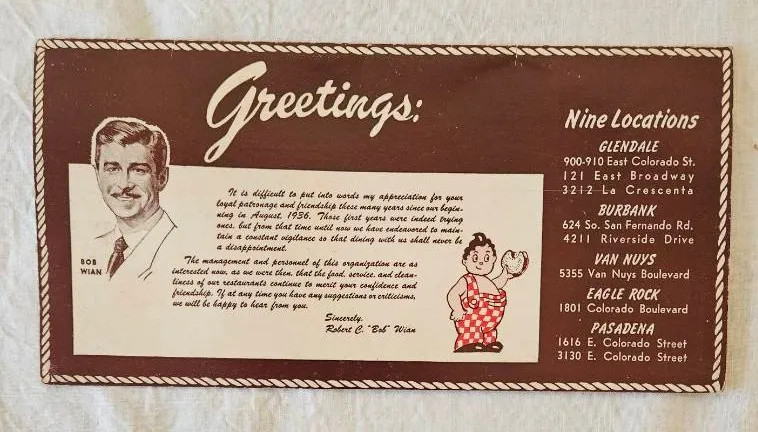 Greetings:
BOB
WIAN
It is difficult to put into words my appreciation for your
loyal patronage and friendship these many years since our begin-
ning in August, 1936. Those first years were indeed trying
ones, but from that time until now we have endeavored to main-
tain a constant vigilance so that dining with us shall never be
a disappointment.
The management and personnel of this organization are as
interested now, as we were then, that the food, service, and clean-
liness of our restaurants continue to merit your confidence and
friendship. If at any time you have any suggestions or criticisms,
we will be happy to hear from you.
Sincerely,
Robert C. "Bob" Wian
Nine Locations
GLENDALE
900-910 East Colorado St.
121 East Broadway
3212 La Crescenta
BURBANK
624 So. San Fernando Rd.
4211 Riverside Drive
VAN NUYS
5355 Van Nuys Boulevard
EAGLE ROCK
1801 Colorado Boulevard
PASADENA
1616 E. Colorado Street
3130 E. Colorado Street